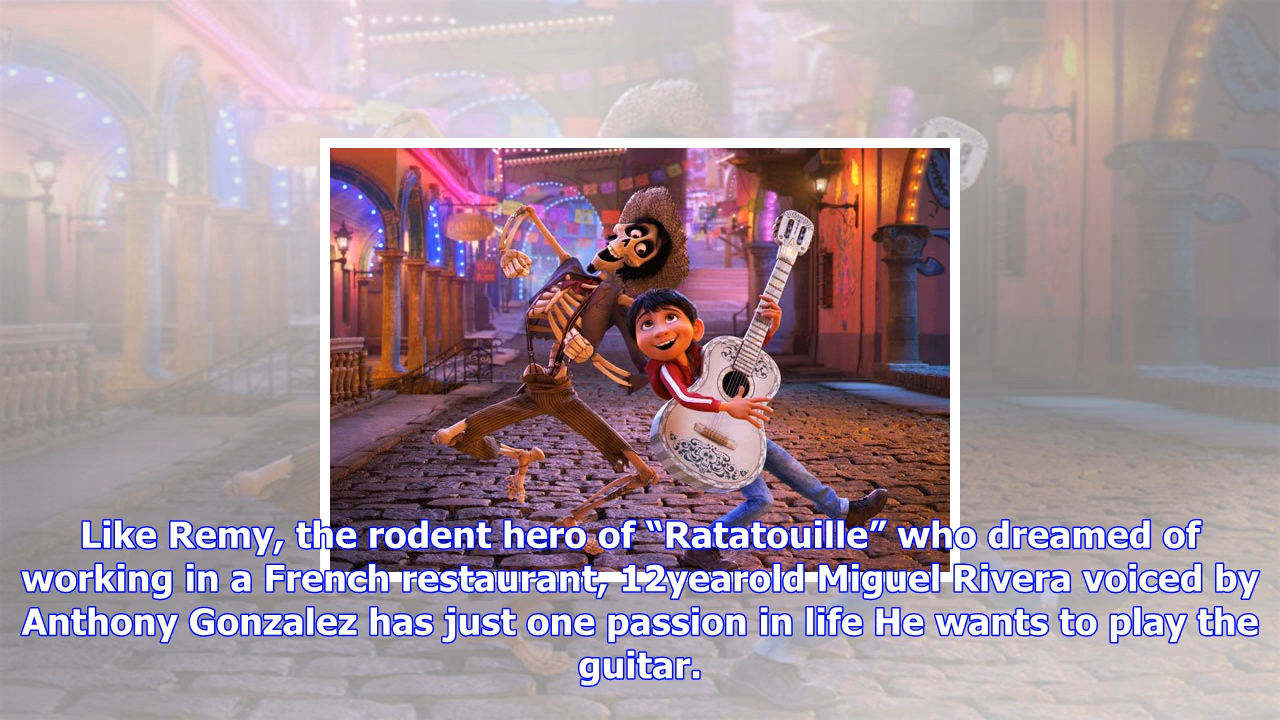 Like Remy, the rodent hero of “Ratatouille” who dreamed of
working in a French restaurant, 12yearold Miguel Rivera voiced by
Anthony Gonzalez has just one passion in life He wants to play the
guitar.